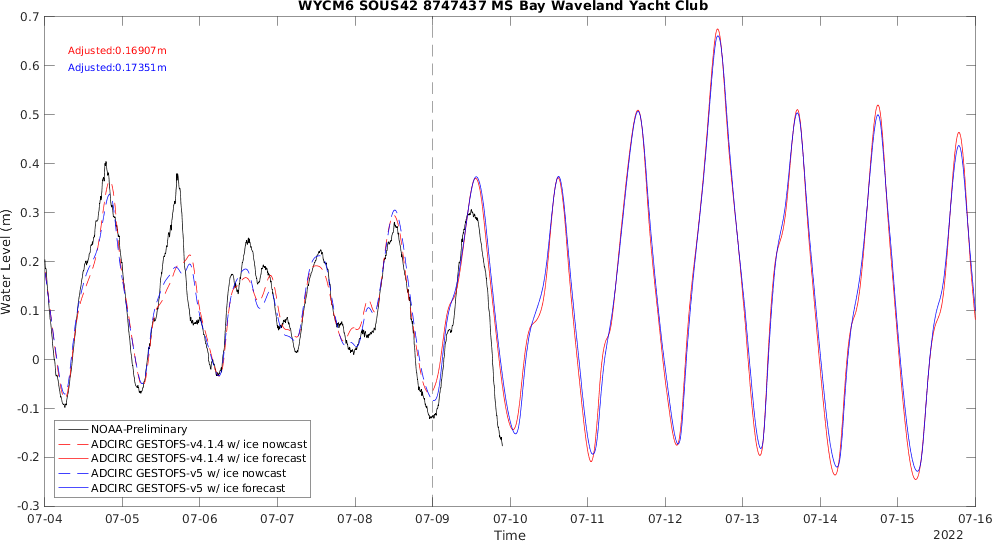 WYCM6 SOUS42 8747437 MS Bay Waveland Yacht Club
Adjusted:0.16907m
Adjusted:0.17351m
Water Level (m)
0.7
0.6
0.5
0.4
0.3
0.2
0.1
0
-0.1
-0.2
-0.3
NOAA-Preliminary
ADCIRC GESTOFS-v4.1.4 w/ ice nowcast
ADCIRC GESTOFS-v4.1.4 w/ ice forecast
ADCIRC GESTOFS-v5 w/ ice nowcast
ADCIRC GESTOFS-v5 w/ ice forecast
07-04 07-05 07-06 07-07 07-08 07-09 07-10 07-11 07-12 07-13 07-14 07-15 07-16
Time
2022